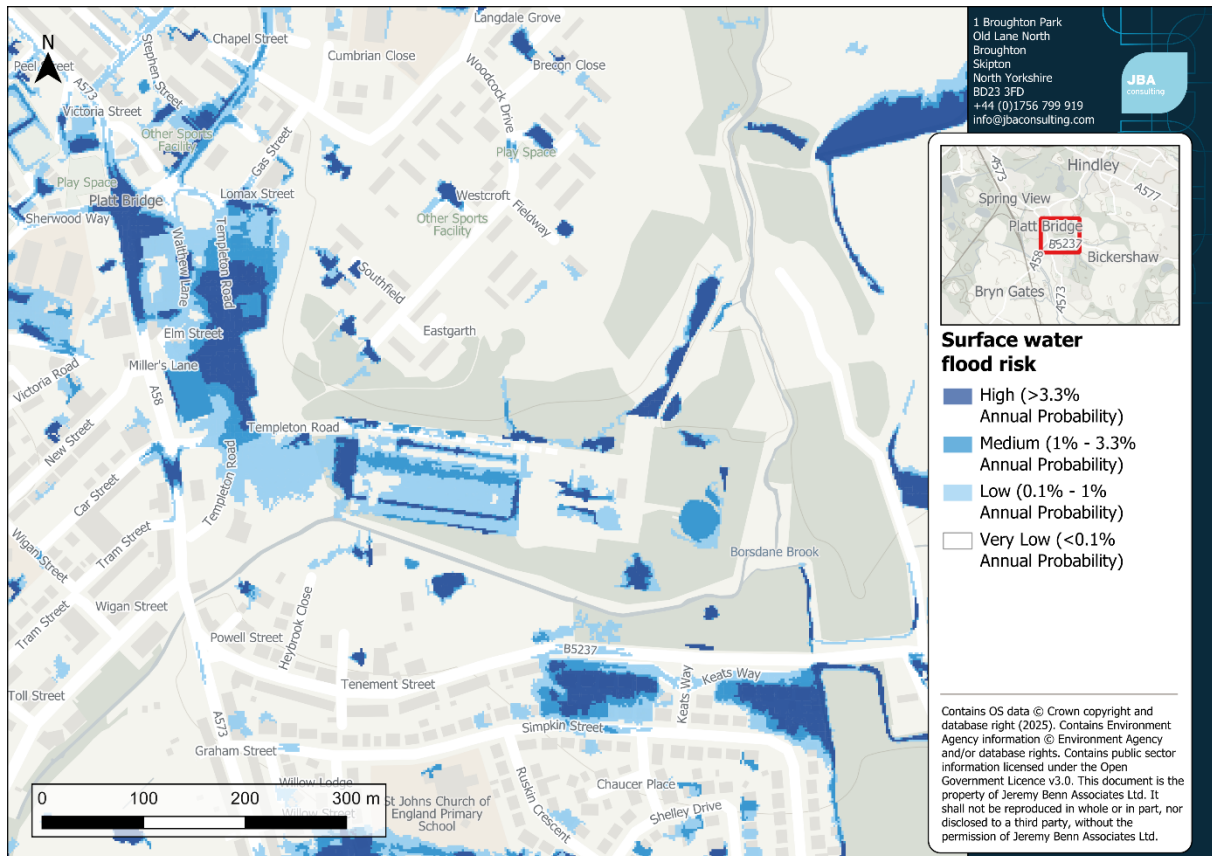 N
Langdale Grove
Chapel Street
Cumbrian Close
Brecon Close
Woodcock Drive
Stephen Street
Peel Street
A573
Victoria Street
Other Sports
Facility
Gas Street
Play Space
Play Space
Platt Bridge
Lomax Street
Westcroft
Sherwood Way
Other Sports
Facility
Fieldway
Walthew Lane
Templeton Road
Southfield
Eastgarth
Elm Street
Miller's Lane
Victoria Road
A58
New Street
Templeton Road
Car Street
Templeton Road
Tram Street
Wigan Street
Borsdane Brook
Wigan Street
Tram Street
Heybrook Close
Powell Street
B5237
Keats Way
Keats Way
Tenement Street
Toll Street
A573
Simpkin Street
Graham Street
Willow Lodge
Chaucer Place
Ruskin Crescent
Shelley Drive
St Johns Church of
England Primary
School
0 100 200 300 m
1 Broughton Park
Old Lane North
Broughton
Skipton
North Yorkshire
BD23 3FD
+44 (0)1756 799 919
info@jbaconsulting.com
JBA
consulting
A573
Hindley
A577
Spring View
Platt Bridge
B5237
A58
Bickershaw
Bryn Gates
A573
Surface water
flood risk
High (>3.3%
Annual Probability)
Medium (1% - 3.3%
Annual Probability)
Low (0.1% - 1%
Annual Probability)
Very Low (<0.1%
Annual Probability)
Contains OS data © Crown copyright and
database right (2025). Contains Environment
Agency information © Environment Agency
and/or database rights. Contains public sector
information licensed under the Open
Government Licence v3.0. This document is the
property of Jeremy Benn Associates Ltd. It
shall not be reproduced in whole or in part, nor
disclosed to a third party, without the
permission of Jeremy Benn Associates Ltd.